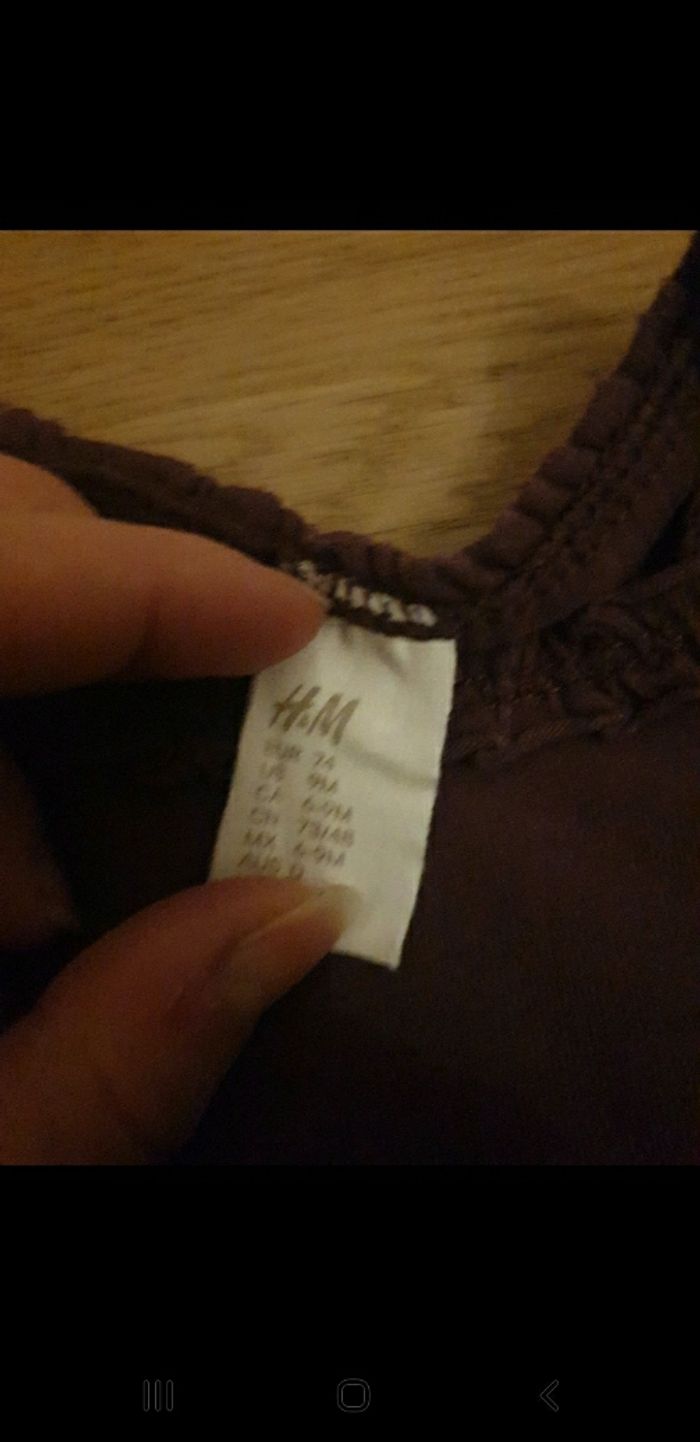 H&M
EUR 74
US 9M
CA 6-9M
CN 73/48
MX 6-9M
AUS 0